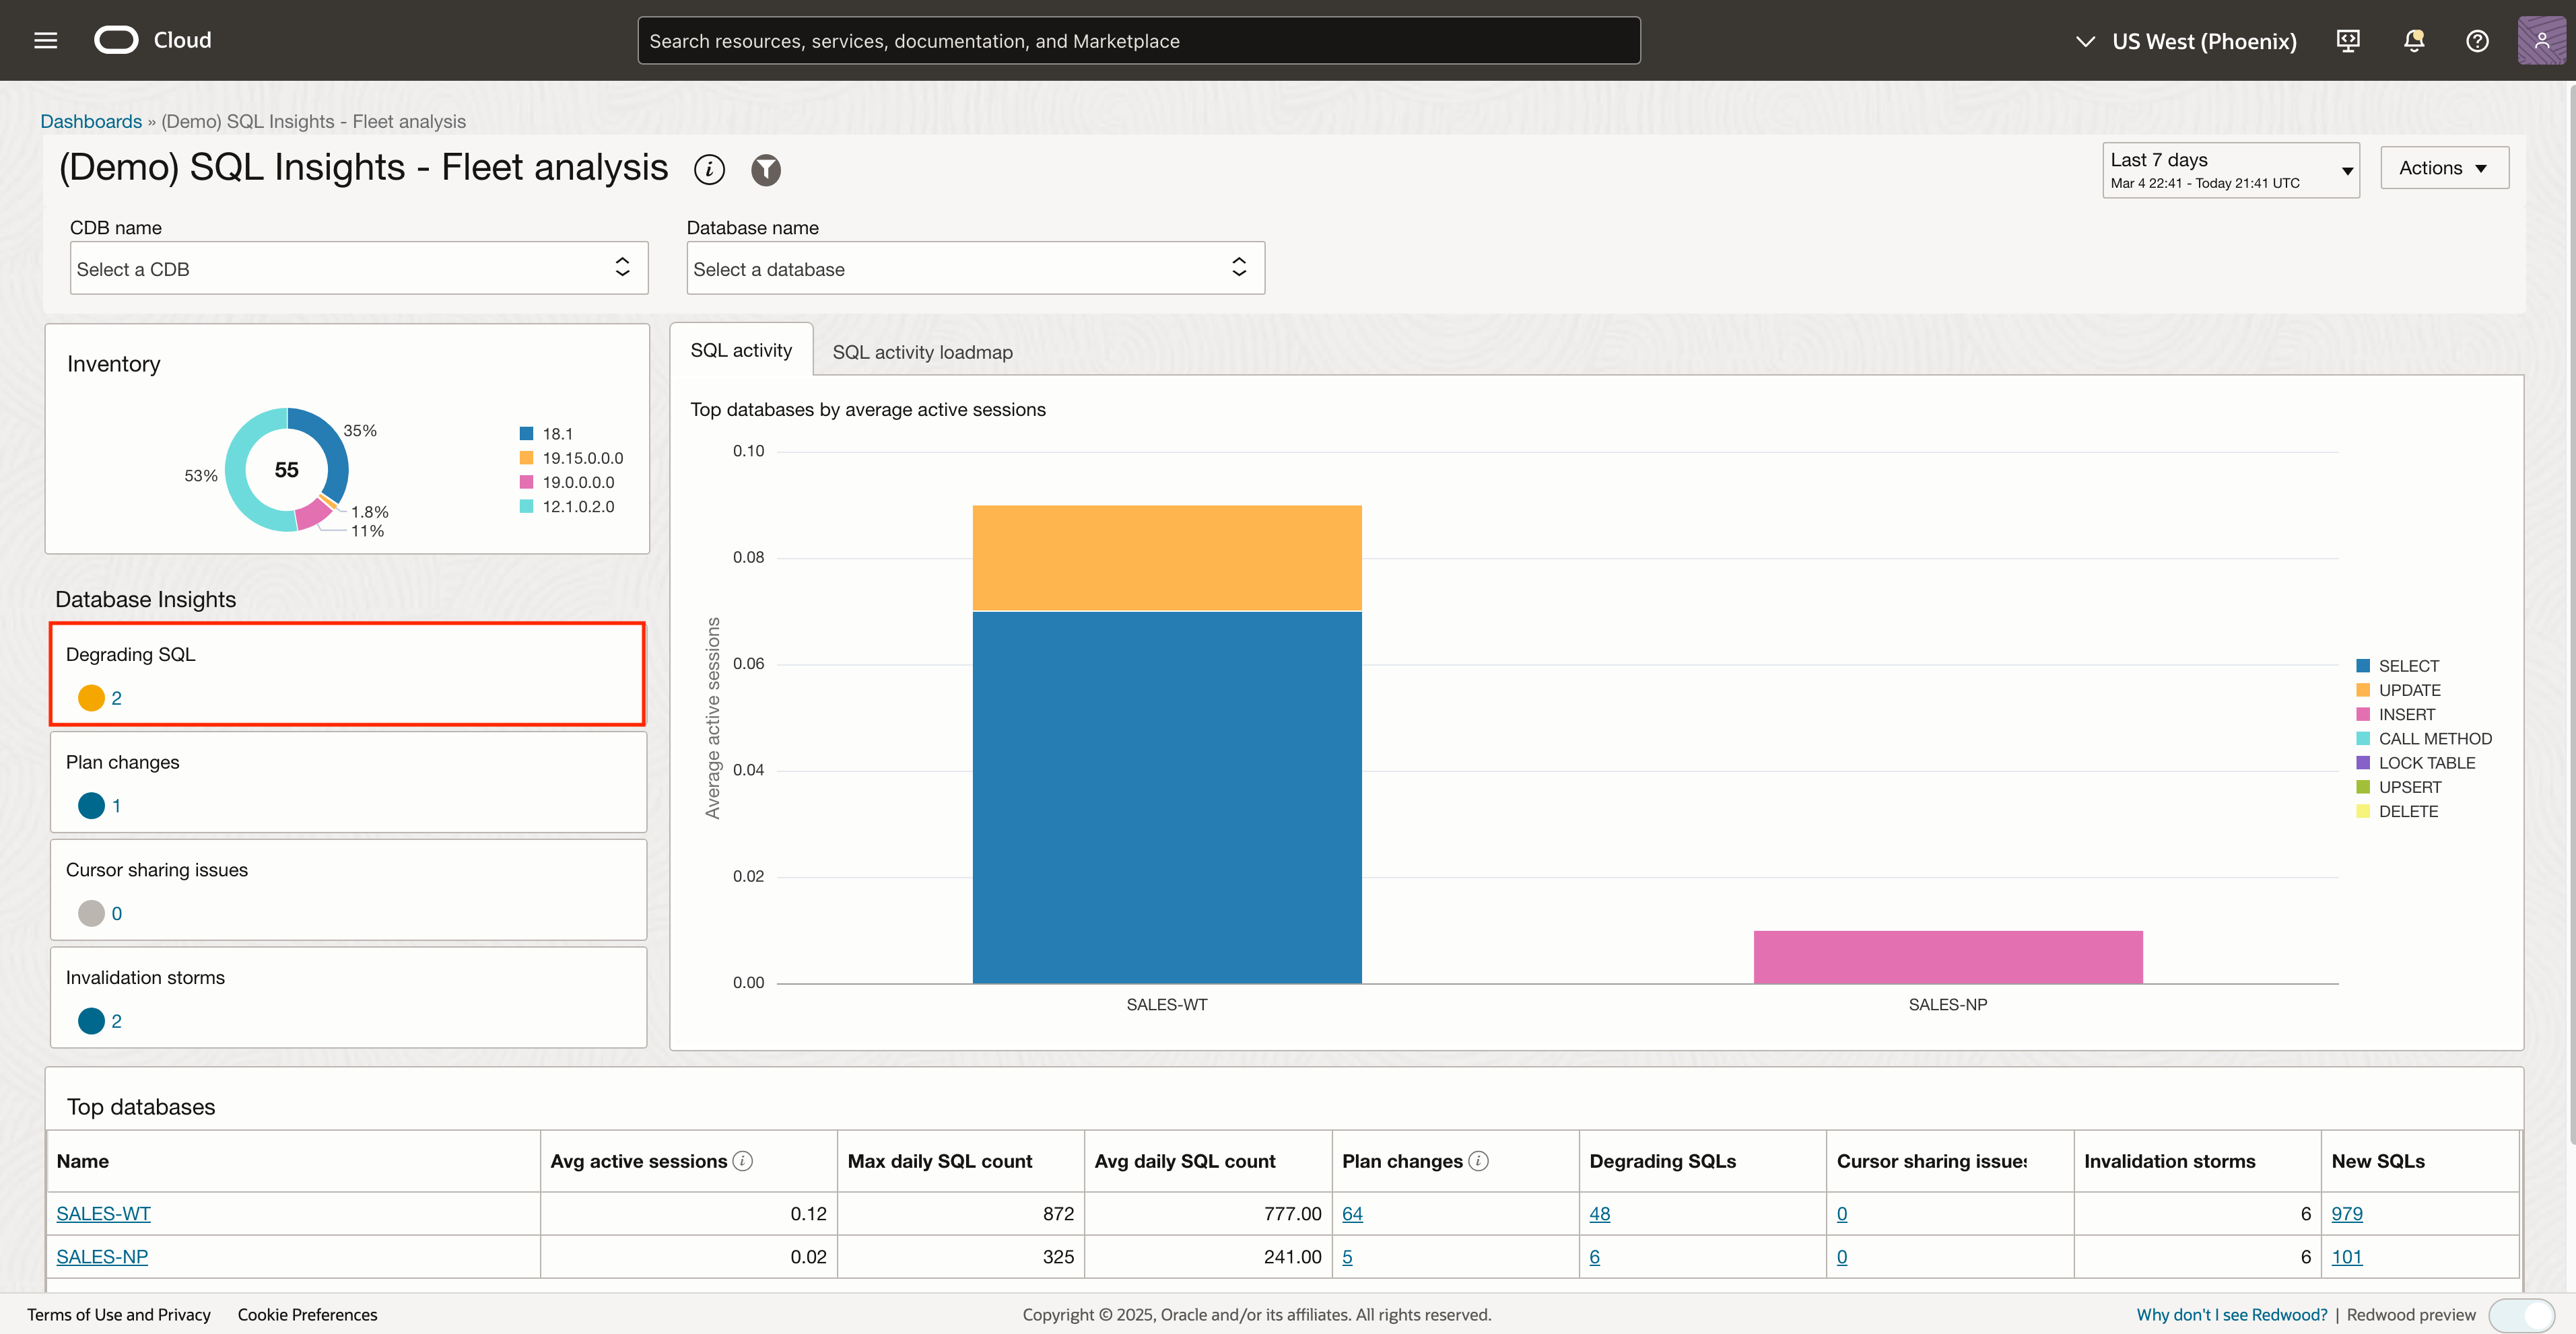 Cloud
Search resources, services, documentation, and Marketplace
US West (Phoenix)
Dashboards » (Demo) SQL Insights - Fleet analysis
(Demo) SQL Insights - Fleet analysis
Last 7 days
Mar 4 22:41 - Today 21:41 UTC
Actions
CDB name
Select a CDB
Database name
Select a database
Inventory
55
35%
53%
1.8%
11%
18.1
19.15.0.0.0
19.0.0.0.0
12.1.0.2.0
Database Insights
Degrading SQL
2
Plan changes
1
Cursor sharing issues
0
Invalidation storms
2
SQL activity
SQL activity loadmap
Top databases by average active sessions
Average active sessions
0.10
0.08
0.06
0.04
0.02
0.00
SALES-WT
SALES-NP
SELECT
UPDATE
INSERT
CALL METHOD
LOCK TABLE
UPSERT
DELETE
Top databases
Name Avg active sessions Max daily SQL count Avg daily SQL count Plan changes Degrading SQLs Cursor sharing issues Invalidation storms New SQLs
SALES-WT 0.12 872 777.00 64 48 0 6 979
SALES-NP 0.02 325 241.00 5 6 0 6 101
Terms of Use and Privacy Cookie Preferences Copyright © 2025, Oracle and/or its affiliates. All rights reserved. Why don't I see Redwood? | Redwood preview